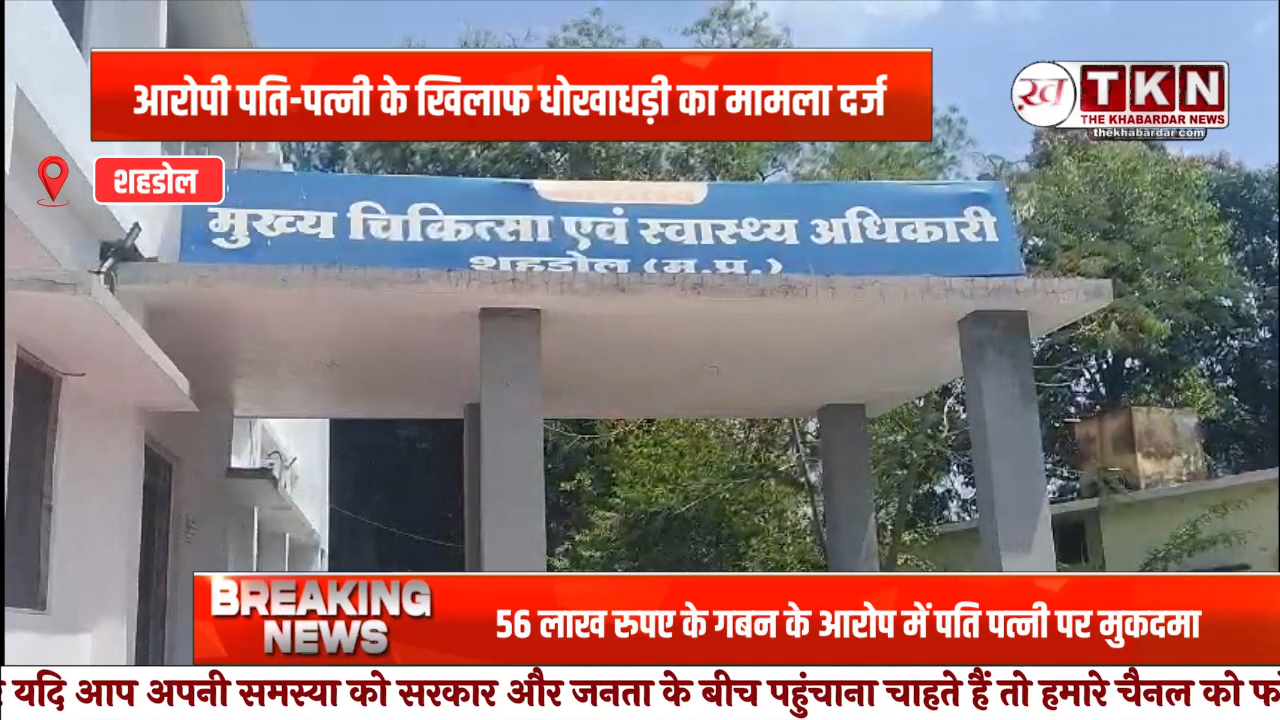 आरोपी पति-पत्नी के खिलाफ धोखाधड़ी का मामला दर्ज
ख़ TKN
THE KHABARDAR NEWS
thekhabardar.com
शहडोल
मुख्य चिकित्सा एवं स्वास्थ्य अधिकारी
शहडोल (म.प्र.)
BREAKING NEWS
56 लाख रुपए के गबन के आरोप में पति पत्नी पर मुकदमा
यदि आप अपनी समस्या को सरकार और जनता के बीच पहुंचाना चाहते हैं तो हमारे चैनल को